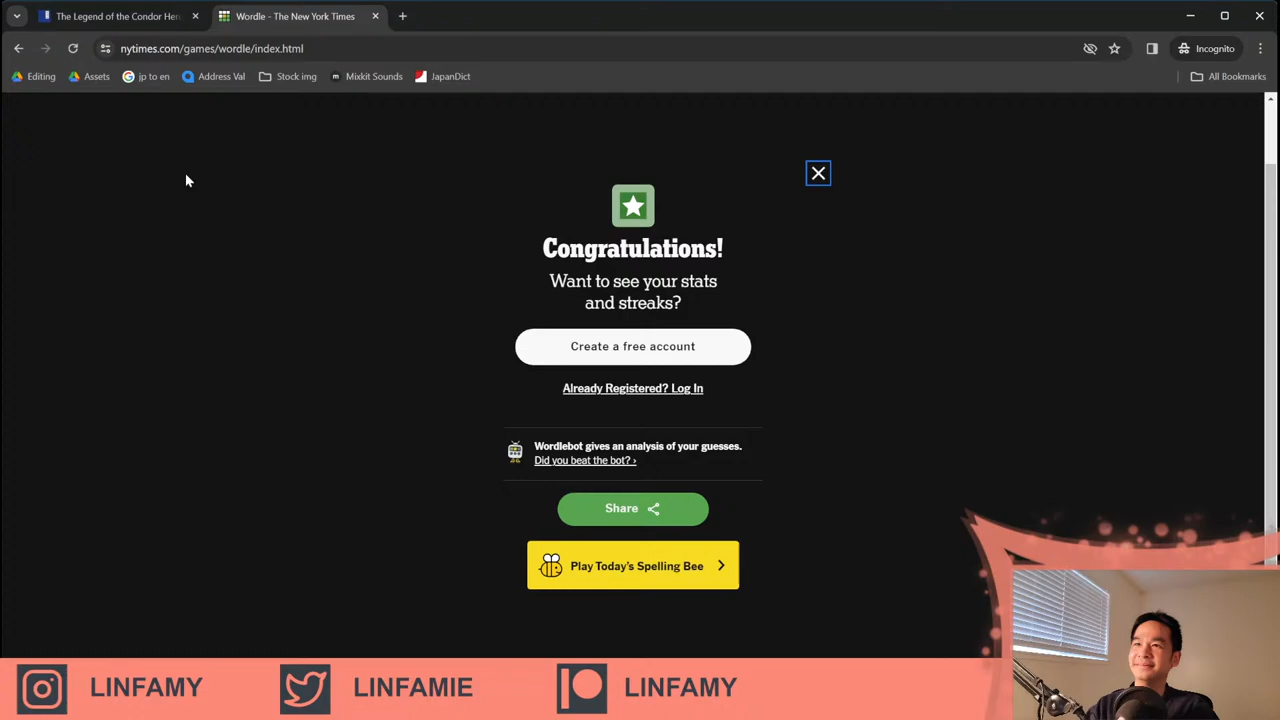 The Legend of the Condor Her
Wordle - The New York Times
nytimes.com/games/wordle/index.html
Incognito
Editing
Assets
jp to en
Address Val
Stock img
Mixkit Sounds
JapanDict
All Bookmarks
Congratulations!
Want to see your stats
and streaks?
Create a free account
Already Registered? Log In
Wordlebot gives an analysis of your guesses.
Did you beat the bot? ›
Share
Play Today's Spelling Bee
LINFAMY
LINFAMIE
LINFAMY